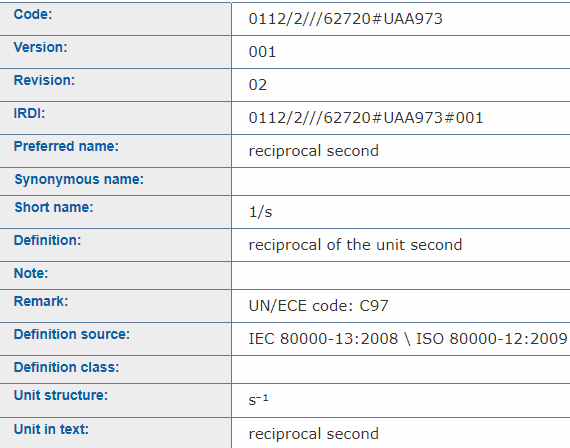 Code: 0112/2///62720#UAA973
Version: 001
Revision: 02
IRDI: 0112/2///62720#UAA973#001
Preferred name: reciprocal second
Synonymous name:
Short name: 1/s
Definition: reciprocal of the unit second
Note:
Remark: UN/ECE code: C97
Definition source: IEC 80000-13:2008 \ ISO 80000-12:2009
Definition class:
Unit structure: s⁻¹
Unit in text: reciprocal second